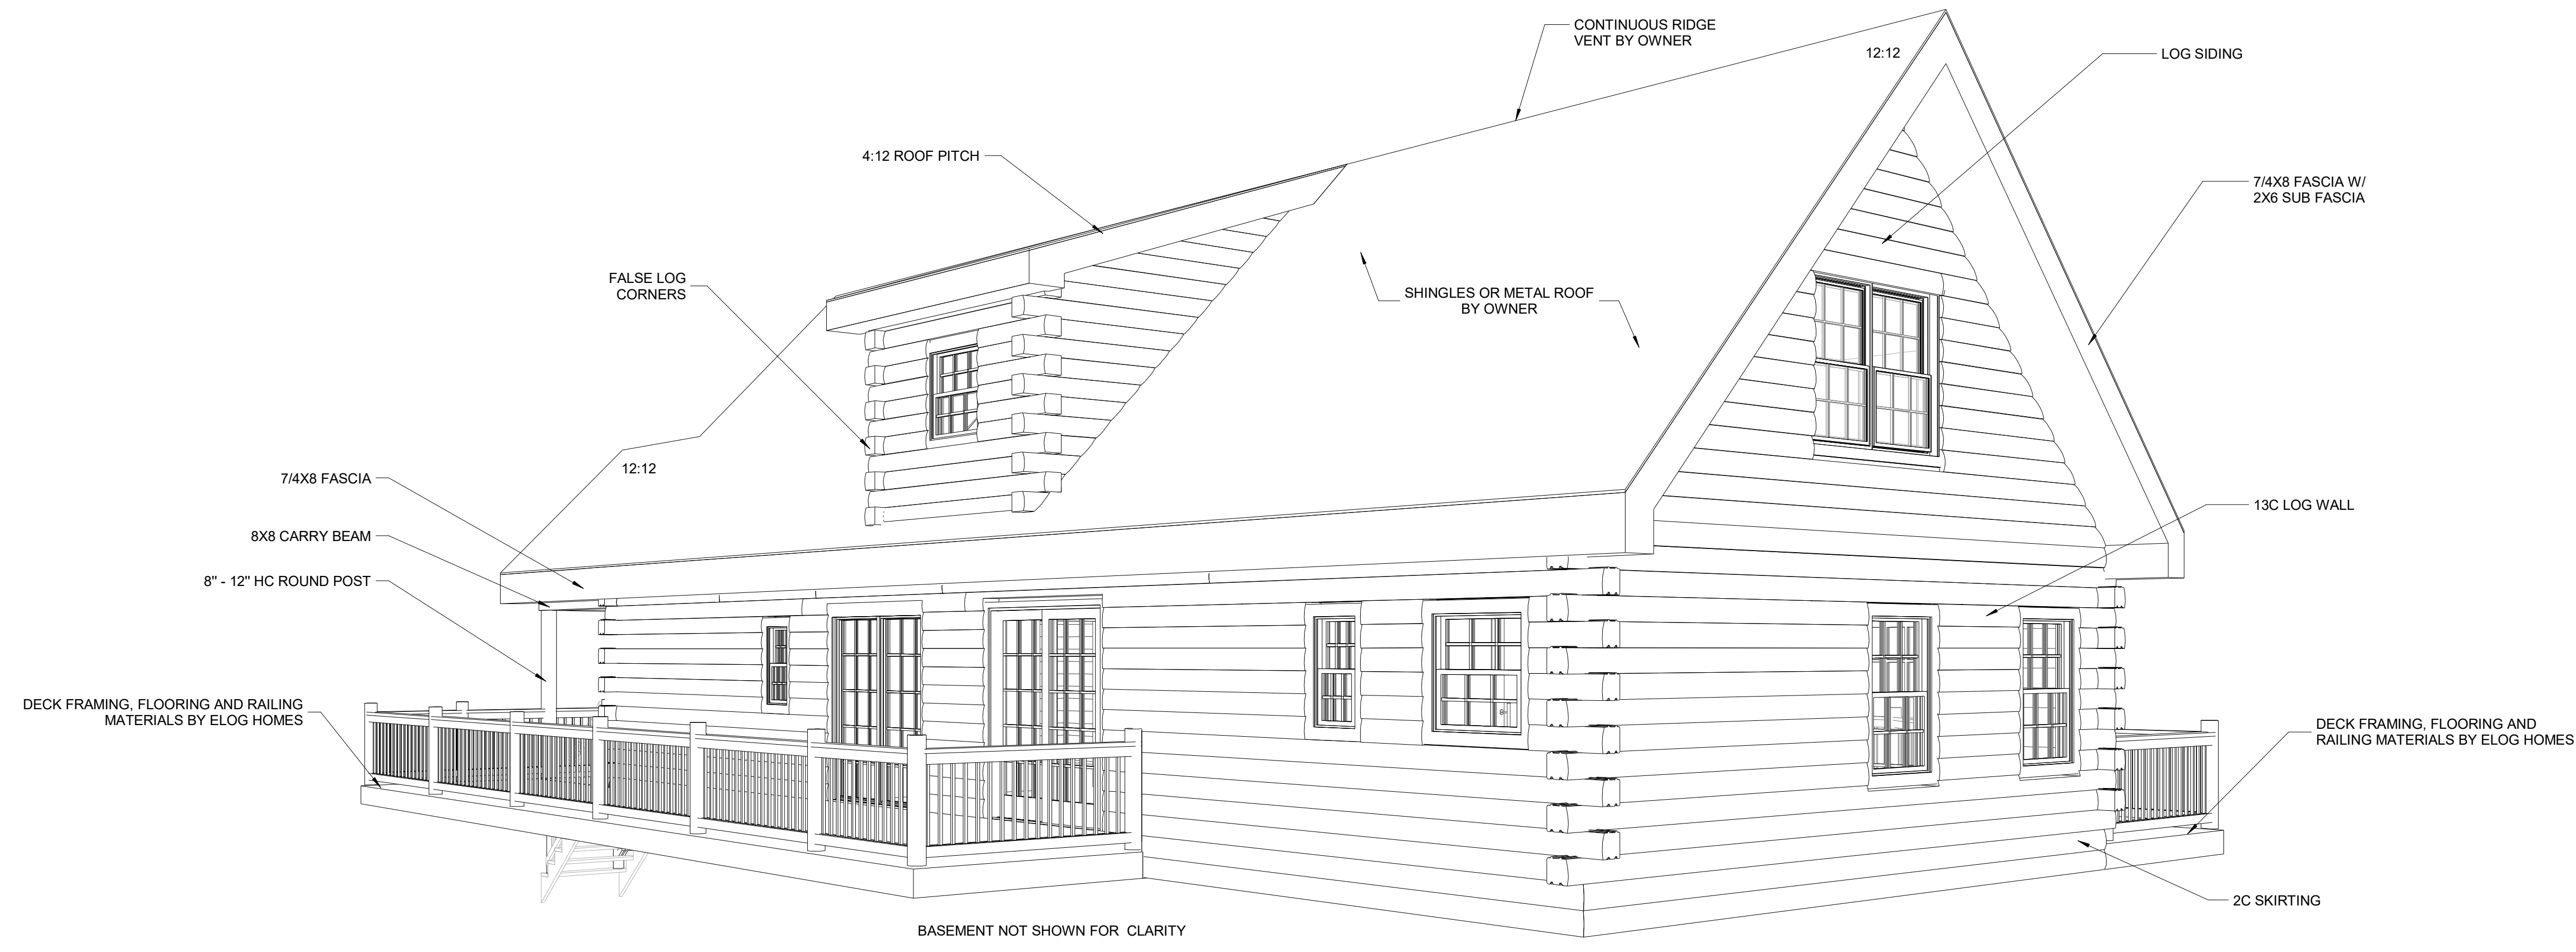 CONTINUOUS RIDGE
VENT BY OWNER
12:12
LOG SIDING
4:12 ROOF PITCH
7/4X8 FASCIA W/
2X6 SUB FASCIA
FALSE LOG
CORNERS
SHINGLES OR METAL ROOF
BY OWNER
12:12
7/4X8 FASCIA
13C LOG WALL
8X8 CARRY BEAM
8" - 12" HC ROUND POST
DECK FRAMING, FLOORING AND RAILING
MATERIALS BY ELOG HOMES
DECK FRAMING, FLOORING AND
RAILING MATERIALS BY ELOG HOMES
2C SKIRTING
BASEMENT NOT SHOWN FOR CLARITY